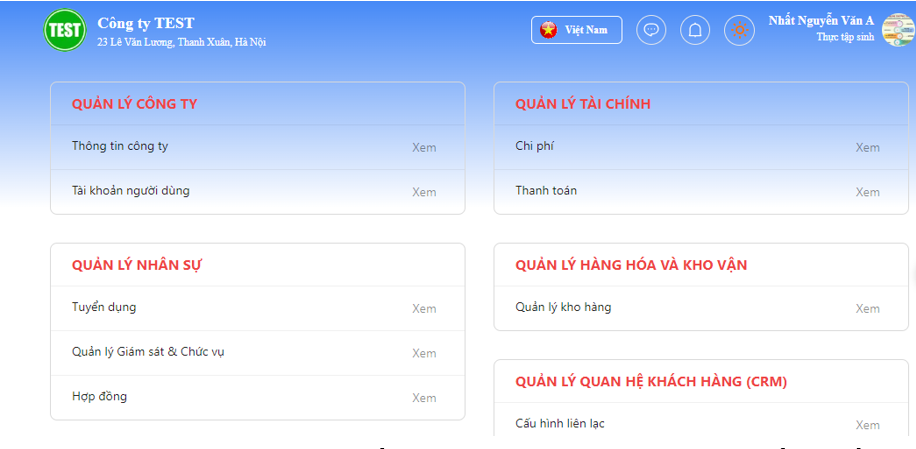 TEST
Công ty TEST
23 Lê Văn Lương, Thanh Xuân, Hà Nội
Việt Nam
Nhất Nguyễn Văn A
Thực tập sinh
QUẢN LÝ CÔNG TY
Thông tin công ty Xem
Tài khoản người dùng Xem
QUẢN LÝ TÀI CHÍNH
Chi phí Xem
Thanh toán Xem
QUẢN LÝ NHÂN SỰ
Tuyển dụng Xem
Quản lý Giám sát & Chức vụ Xem
Hợp đồng Xem
QUẢN LÝ HÀNG HÓA VÀ KHO VẬN
Quản lý kho hàng Xem
QUẢN LÝ QUAN HỆ KHÁCH HÀNG (CRM)
Cấu hình liên lạc Xem